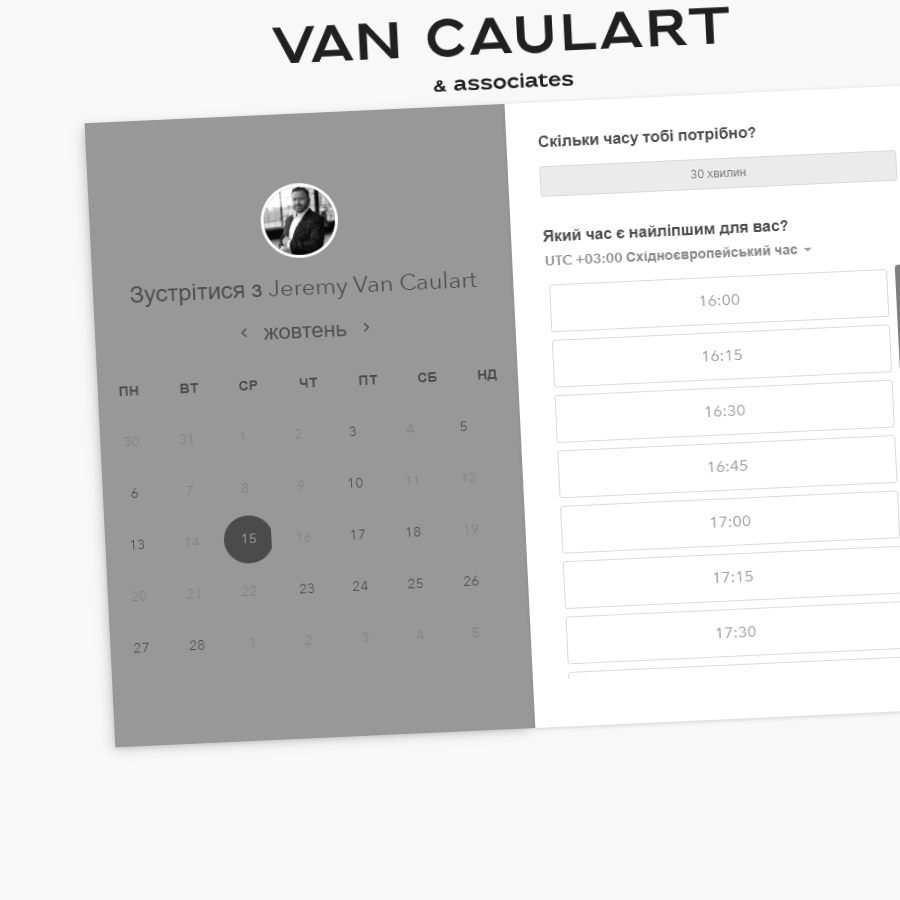 VAN CAULART
& associates
Зустрітися з Jeremy Van Caulart
‹ жовтень ›
ПН ВТ СР ЧТ ПТ СБ НД
30 31 1 2 3 4 5
6 7 8 9 10 11 12
13 14 15 16 17 18 19
20 21 22 23 24 25 26
27 28 1 2 3 4 5
Скільки часу тобі потрібно?
30 хвилин
Який час є найліпшим для вас?
UTC +03:00 Східноєвропейський час
16:00
16:15
16:30
16:45
17:00
17:15
17:30